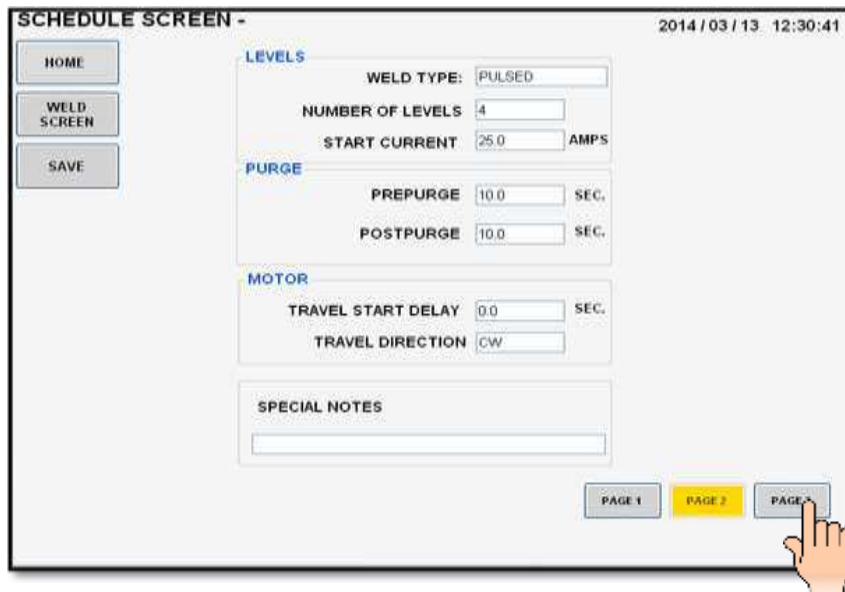 SCHEDULE SCREEN -
2014 / 03 / 13 12:30:41
HOME
WELD
SCREEN
SAVE
LEVELS
WELD TYPE: PULSED
NUMBER OF LEVELS 4
START CURRENT 25.0 AMPS
PURGE
PREPURGE 10.0 SEC.
POSTPURGE 10.0 SEC.
MOTOR
TRAVEL START DELAY 0.0 SEC.
TRAVEL DIRECTION CW
SPECIAL NOTES
PAGE 1 PAGE 2 PAGE